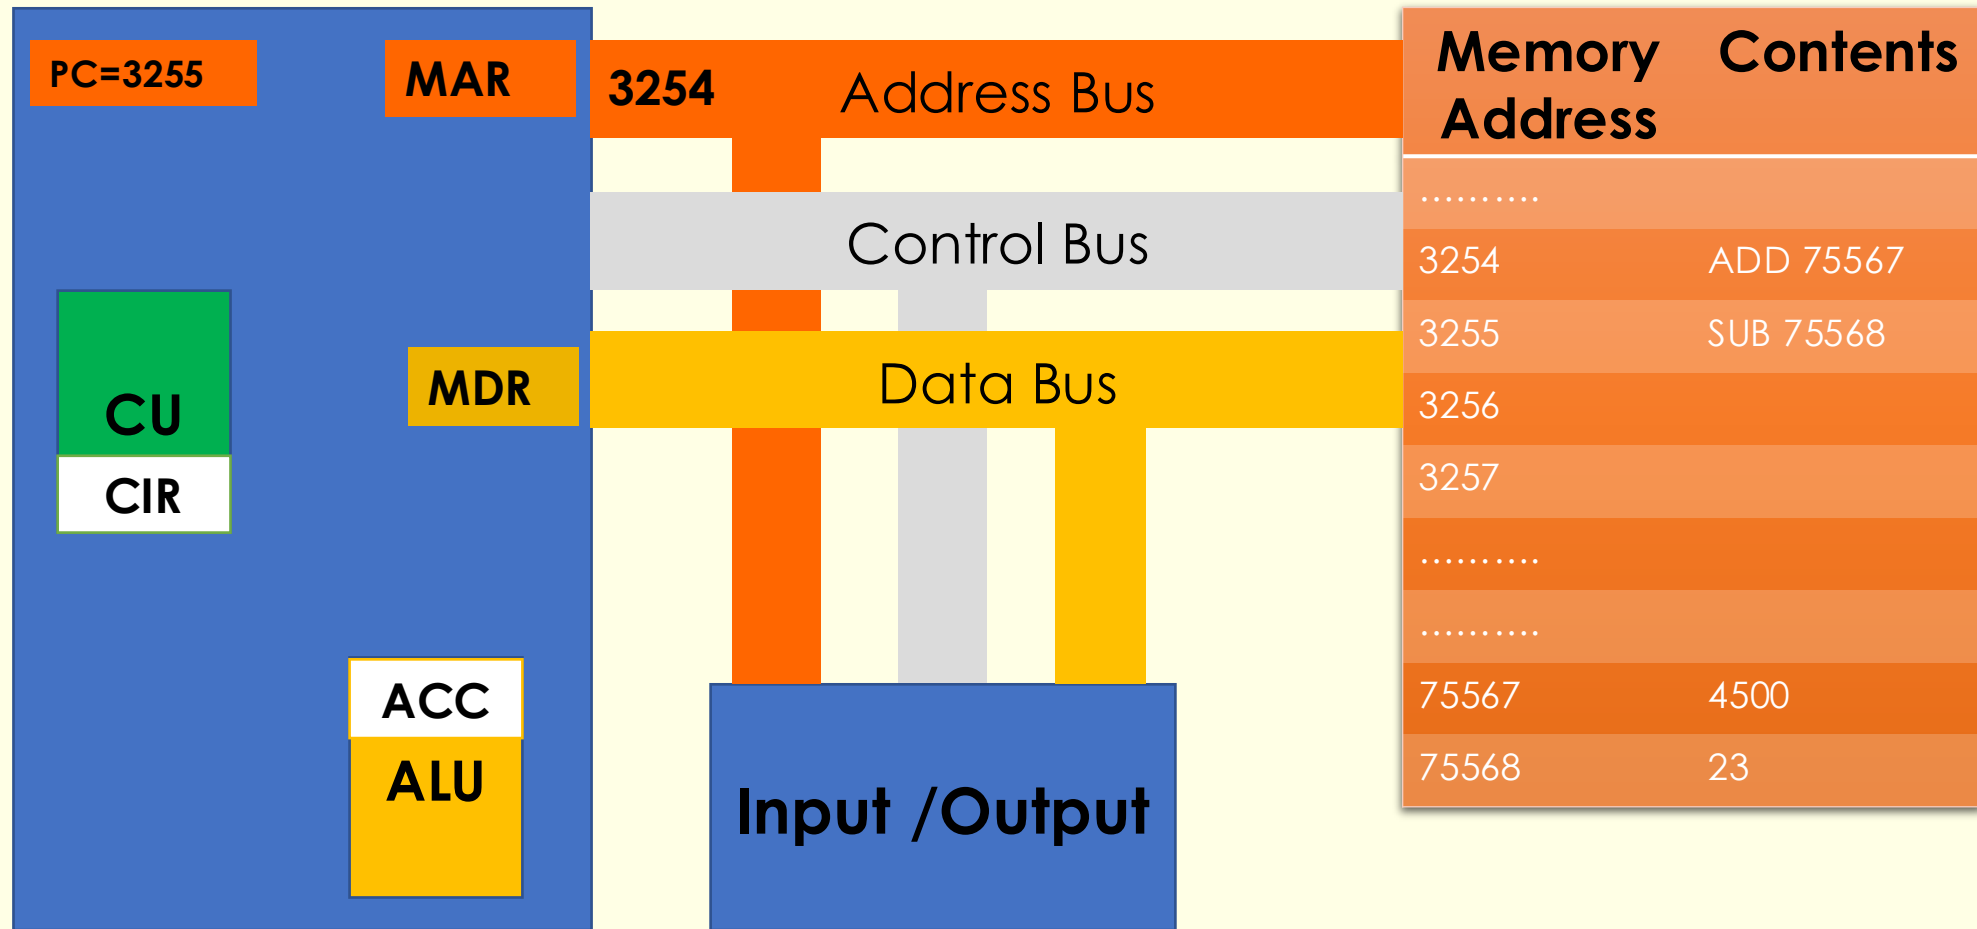 PC=3255
MAR
3254
Address Bus
Control Bus
CU
CIR
MDR
Data Bus
ACC
ALU
Input /Output
Memory Contents
Address
..........
3254 ADD 75567
3255 SUB 75568
3256
3257
..........
..........
75567 4500
75568 23